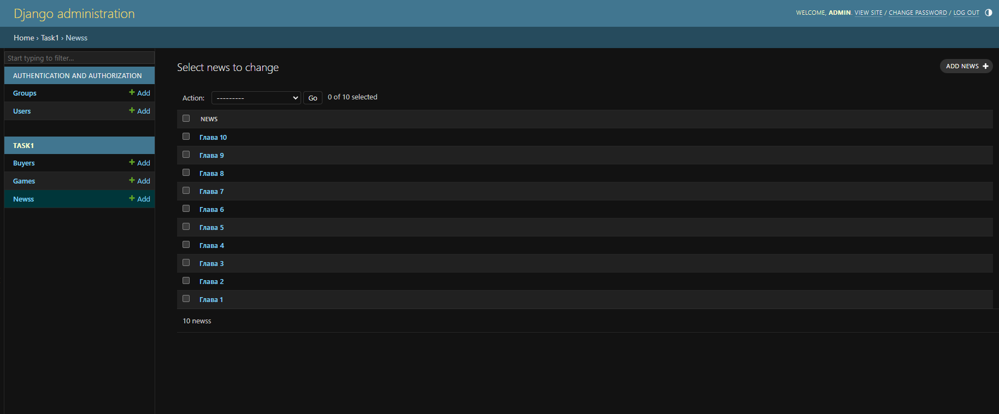 Django administration
WELCOME, ADMIN. VIEW SITE / CHANGE PASSWORD / LOG OUT
Home › Task1 › Newss
Start typing to filter...
AUTHENTICATION AND AUTHORIZATION
Groups + Add
Users + Add
TASK1
Buyers + Add
Games + Add
Newss + Add
Select news to change
ADD NEWS +
Action: --------- Go 0 of 10 selected
NEWS
Глава 10
Глава 9
Глава 8
Глава 7
Глава 6
Глава 5
Глава 4
Глава 3
Глава 2
Глава 1
10 newss